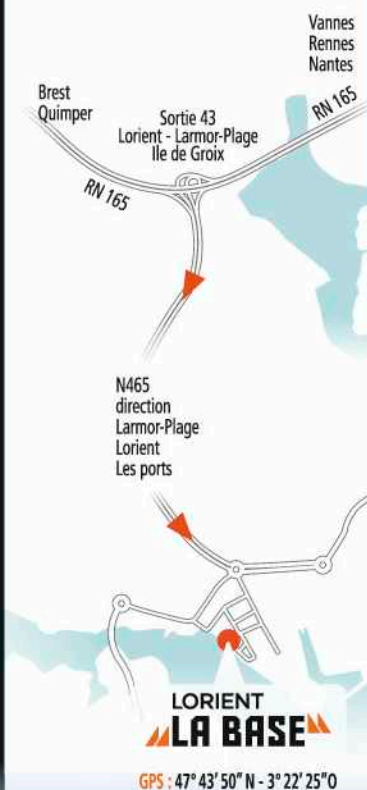 Vannes
Rennes
Nantes
Brest
Quimper
RN 165
Sortie 43
Lorient - Larmor-Plage
Ile de Groix
RN 165
N465
direction
Larmor-Plage
Lorient
Les ports
LORIENT
LA BASE
GPS : 47° 43' 50" N - 3° 22' 25"O